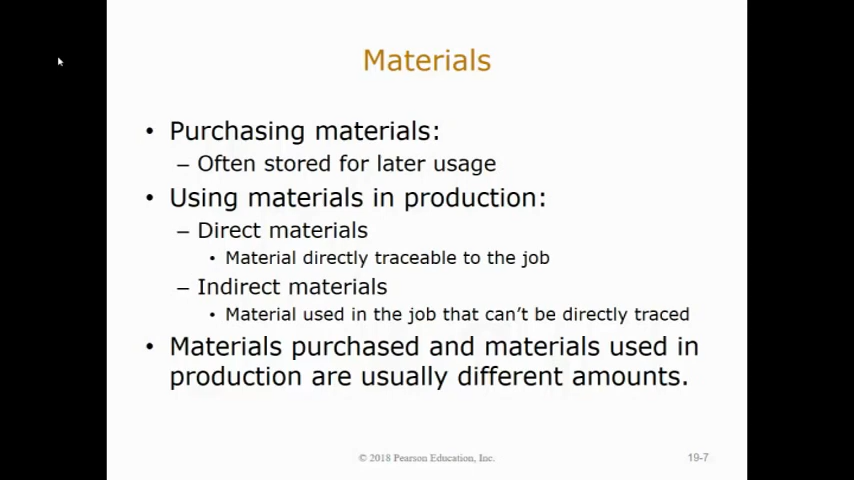 Materials
• Purchasing materials:
– Often stored for later usage
• Using materials in production:
– Direct materials
• Material directly traceable to the job
– Indirect materials
• Material used in the job that can’t be directly traced
• Materials purchased and materials used in
production are usually different amounts.
© 2018 Pearson Education, Inc.
19-7